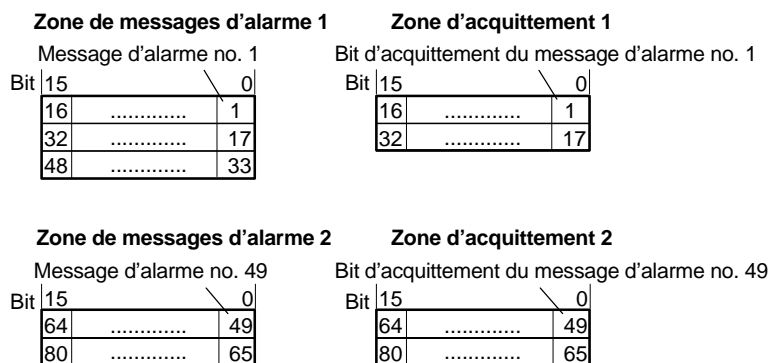 Zone de messages d'alarme 1 Zone d'acquittement 1
Message d'alarme no. 1 Bit d'acquittement du message d'alarme no. 1
Bit 15 0 Bit 15 0
16 ............. 1 16 ............. 1
32 ............. 17 32 ............. 17
48 ............. 33
Zone de messages d'alarme 2 Zone d'acquittement 2
Message d'alarme no. 49 Bit d'acquittement du message d'alarme no. 49
Bit 15 0 Bit 15 0
64 ............. 49 64 ............. 49
80 ............. 65 80 ............. 65